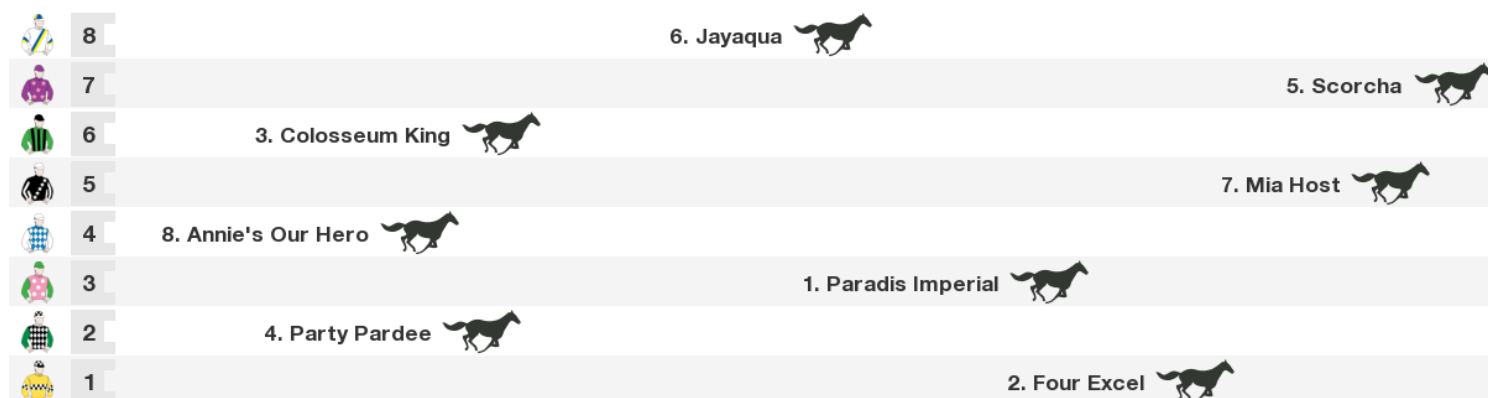 8 6. Jayaqua
7 5. Scorcha
6 3. Colosseum King
5 7. Mia Host
4 8. Annie's Our Hero
3 1. Paradis Imperial
2 4. Party Pardee
1 2. Four Excel